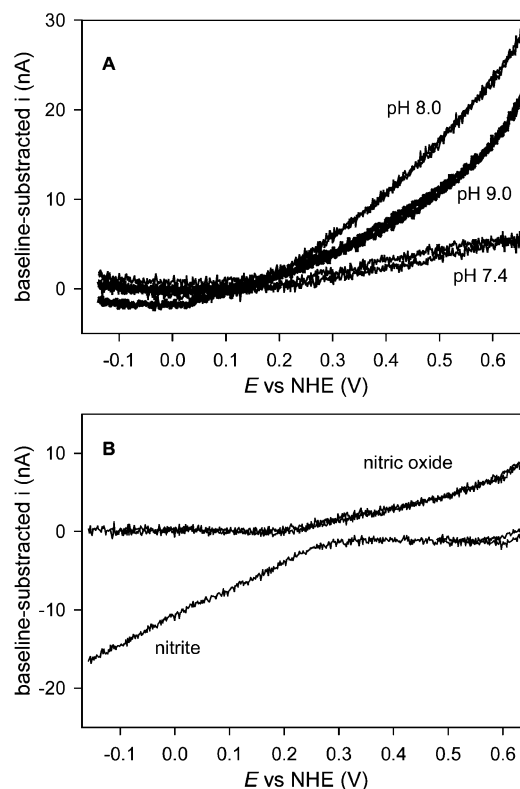 30
A
pH 8.0
20
pH 9.0
10
pH 7.4
0
baseline-substracted i (nA)
-0.1 0.0 0.1 0.2 0.3 0.4 0.5 0.6
E vs NHE (V)
B
10
nitric oxide
0
-10
nitrite
-20
baseline-substracted i (nA)
-0.1 0.0 0.1 0.2 0.3 0.4 0.5 0.6
E vs NHE (V)